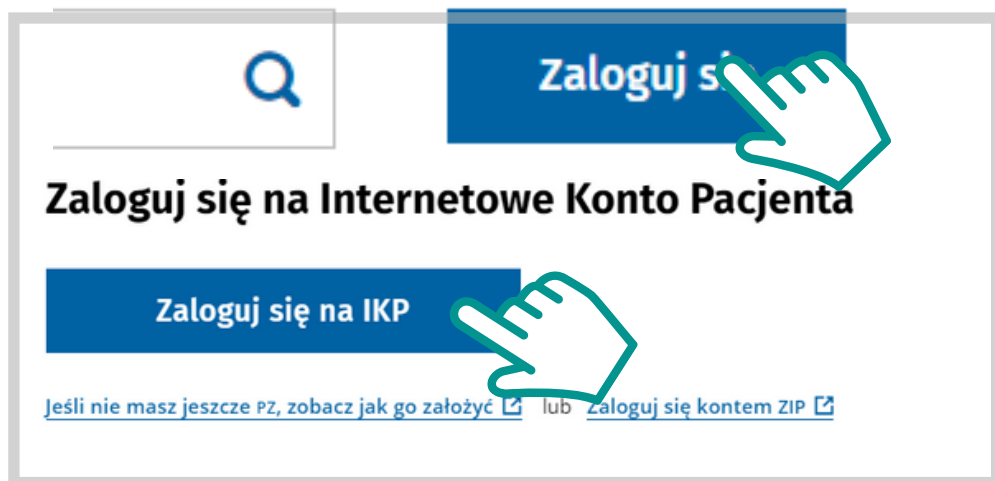 Zaloguj się
Zaloguj się na Internetowe Konto Pacjenta
Zaloguj się na IKP
Jeśli nie masz jeszcze PZ, zobacz jak go założyć lub Zaloguj się kontem ZIP